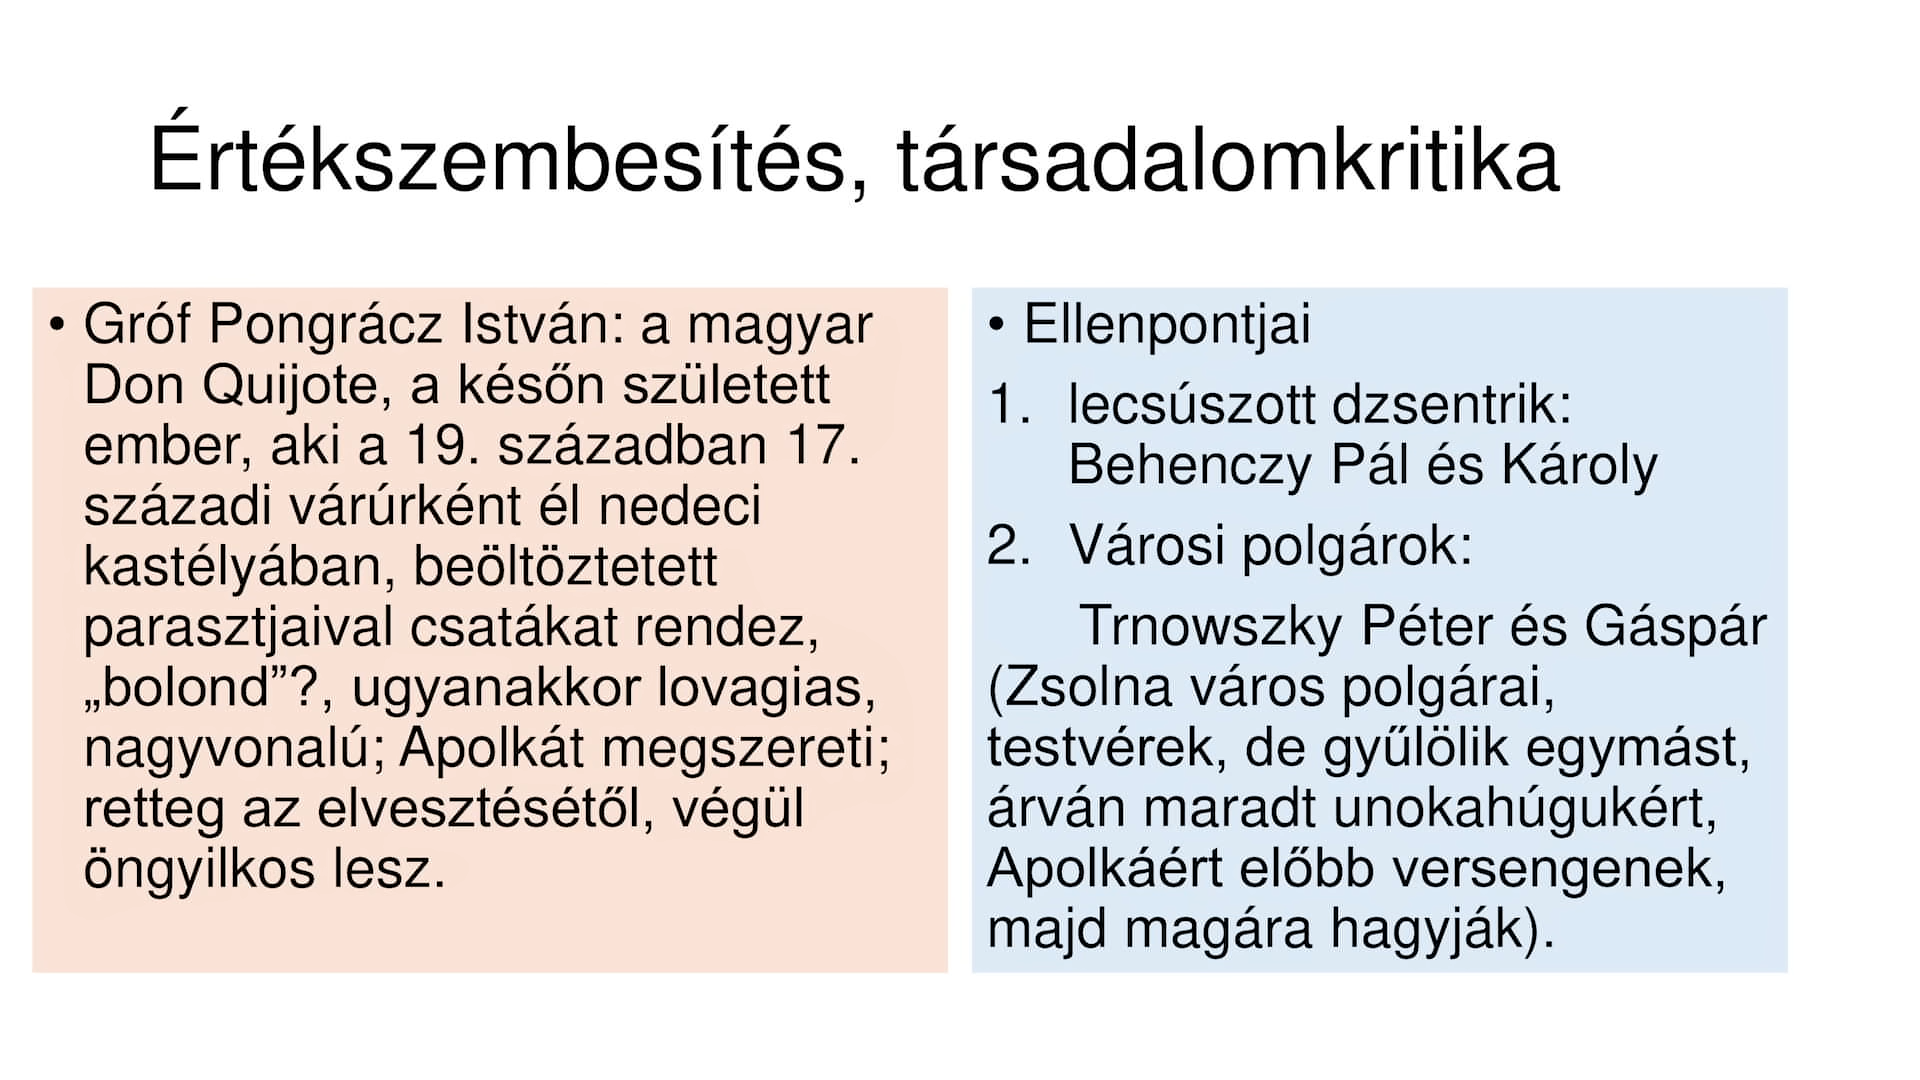 Értékszembesítés, társadalomkritika
• Gróf Pongrácz István: a magyar
Don Quijote, a későn született
ember, aki a 19. században 17.
századi várúrként él nedeci
kastélyában, beöltöztetett
parasztjaival csatákat rendez,
„bolond”?, ugyanakkor lovagias,
nagyvonalú; Apolkát megszereti;
retteg az elvesztésétől, végül
öngyilkos lesz.
• Ellenpontjai
1. lecsúszott dzsentrik:
Behenczy Pál és Károly
2. Városi polgárok:
Trnowszky Péter és Gáspár
(Zsolna város polgárai,
testvérek, de gyűlölik egymást,
árván maradt unokahúgukért,
Apolkáért előbb versengenek,
majd magára hagyják).